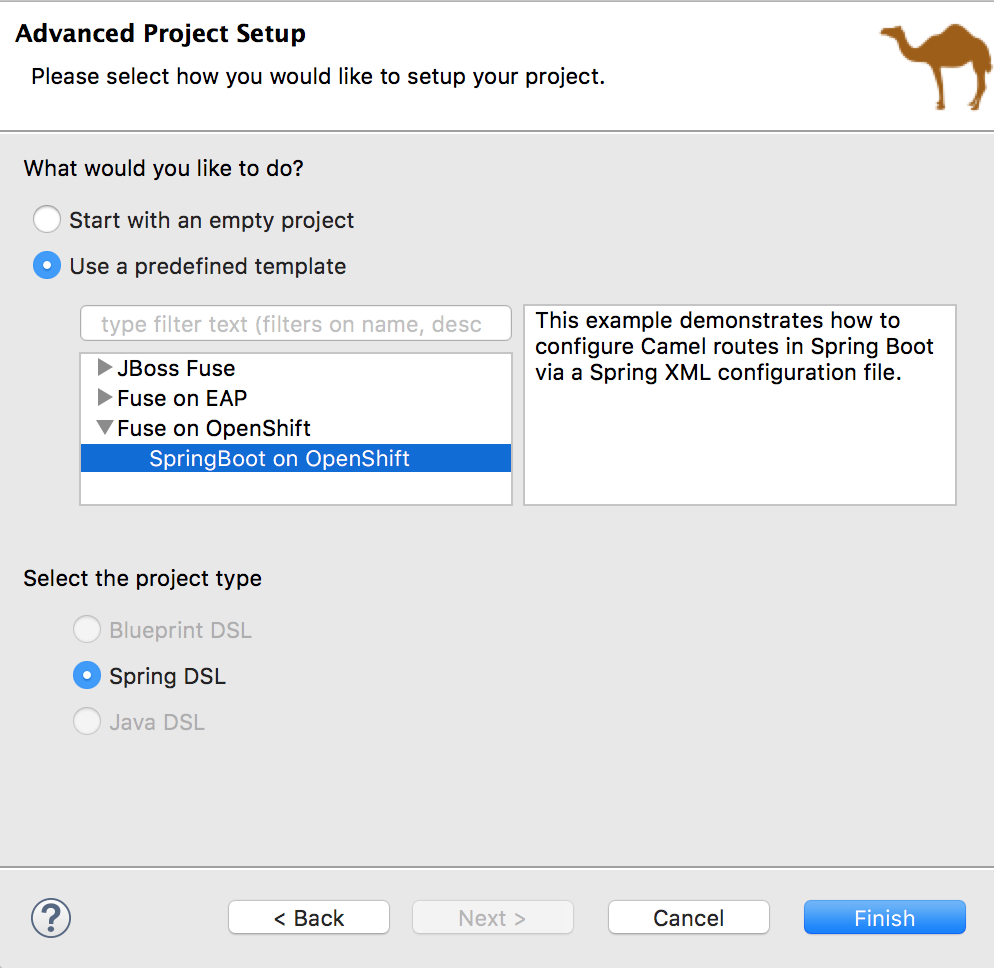 Advanced Project Setup
Please select how you would like to setup your project.
What would you like to do?
Start with an empty project
Use a predefined template
type filter text (filters on name, desc
JBoss Fuse
Fuse on EAP
Fuse on OpenShift
SpringBoot on OpenShift
This example demonstrates how to
configure Camel routes in Spring Boot
via a Spring XML configuration file.
Select the project type
Blueprint DSL
Spring DSL
Java DSL
?
< Back
Next >
Cancel
Finish